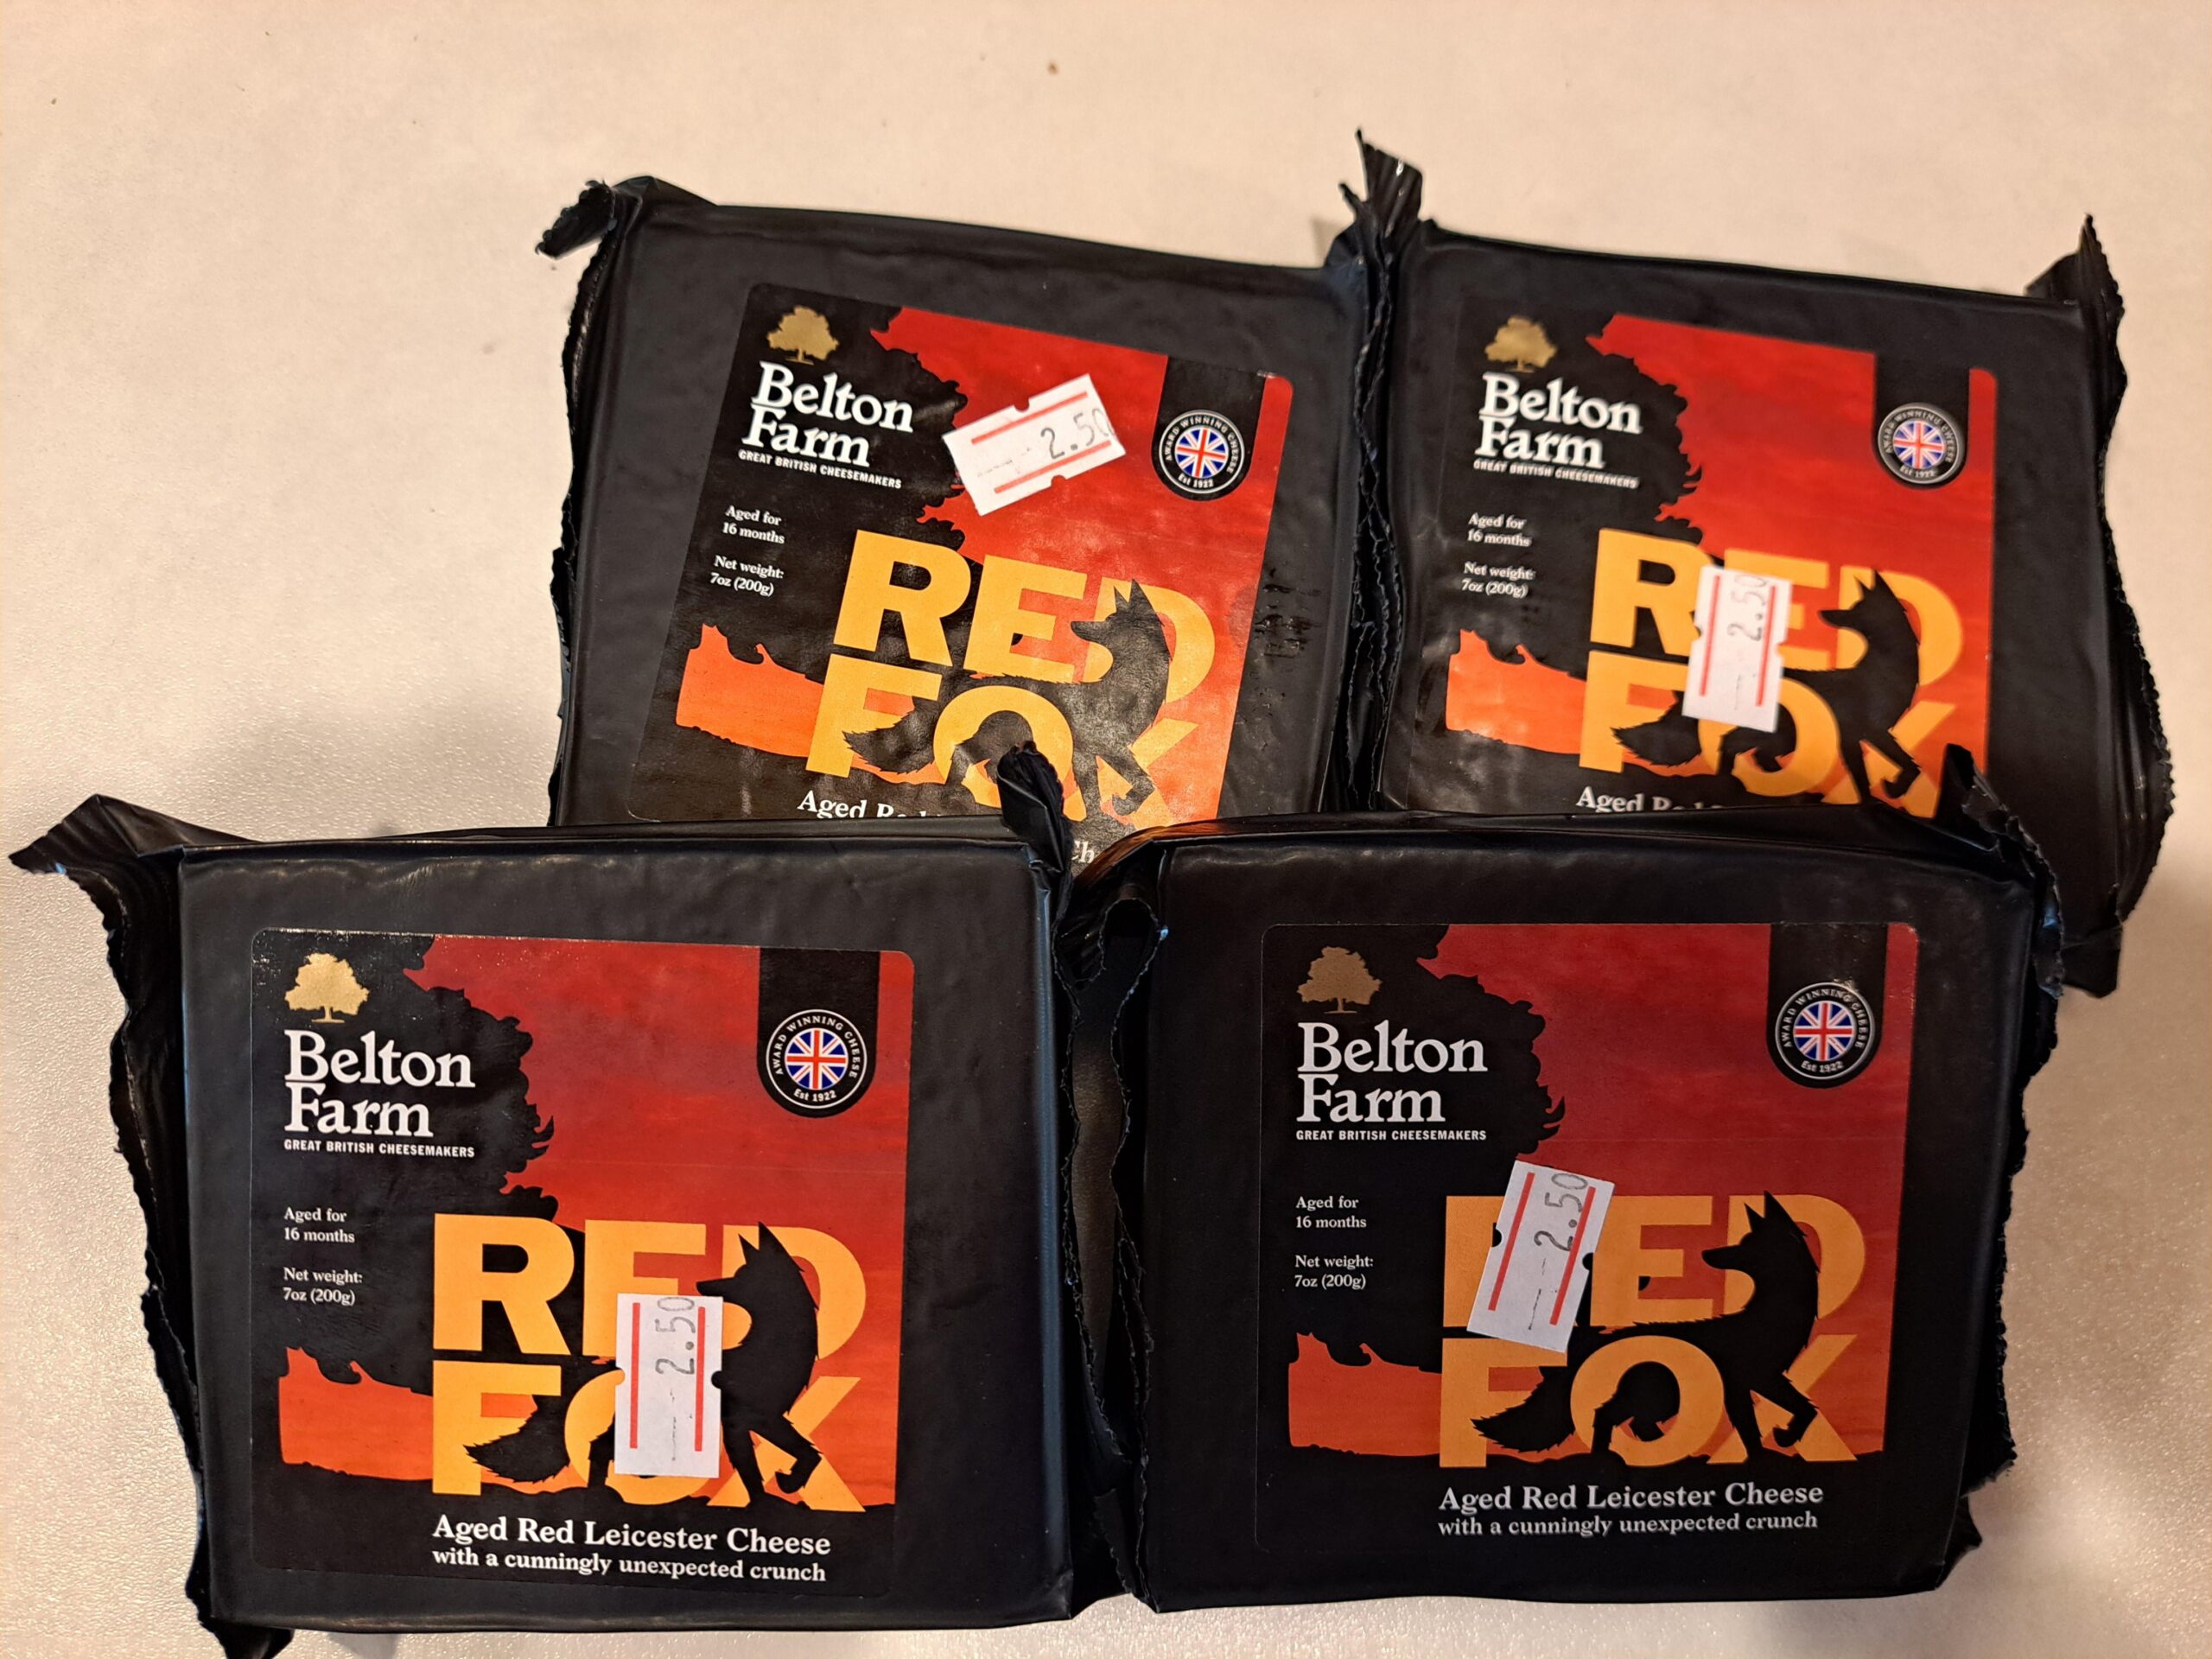 Belton
Farm
GREAT BRITISH CHEESEMAKERS
2.50
AWARD WINNING CHEESE
Est 1922
Aged for
16 months
Net weight:
7oz (200g)
RED
FOX
Aged
Belton
Farm
GREAT BRITISH CHEESEMAKERS
AWARD WINNING CHEESE
Est 1922
Aged for
16 months
Net weight:
7oz (200g)
RED
FOX
2.50
Aged
Belton
Farm
GREAT BRITISH CHEESEMAKERS
AWARD WINNING CHEESE
Est 1922
Aged for
16 months
Net weight:
7oz (200g)
RED
FOX
2.50
Aged Red Leicester Cheese
with a cunningly unexpected crunch
Belton
Farm
GREAT BRITISH CHEESEMAKERS
AWARD WINNING CHEESE
Est 1922
Aged for
16 months
Net weight:
7oz (200g)
RED
FOX
2.50
Aged Red Leicester Cheese
with a cunningly unexpected crunch